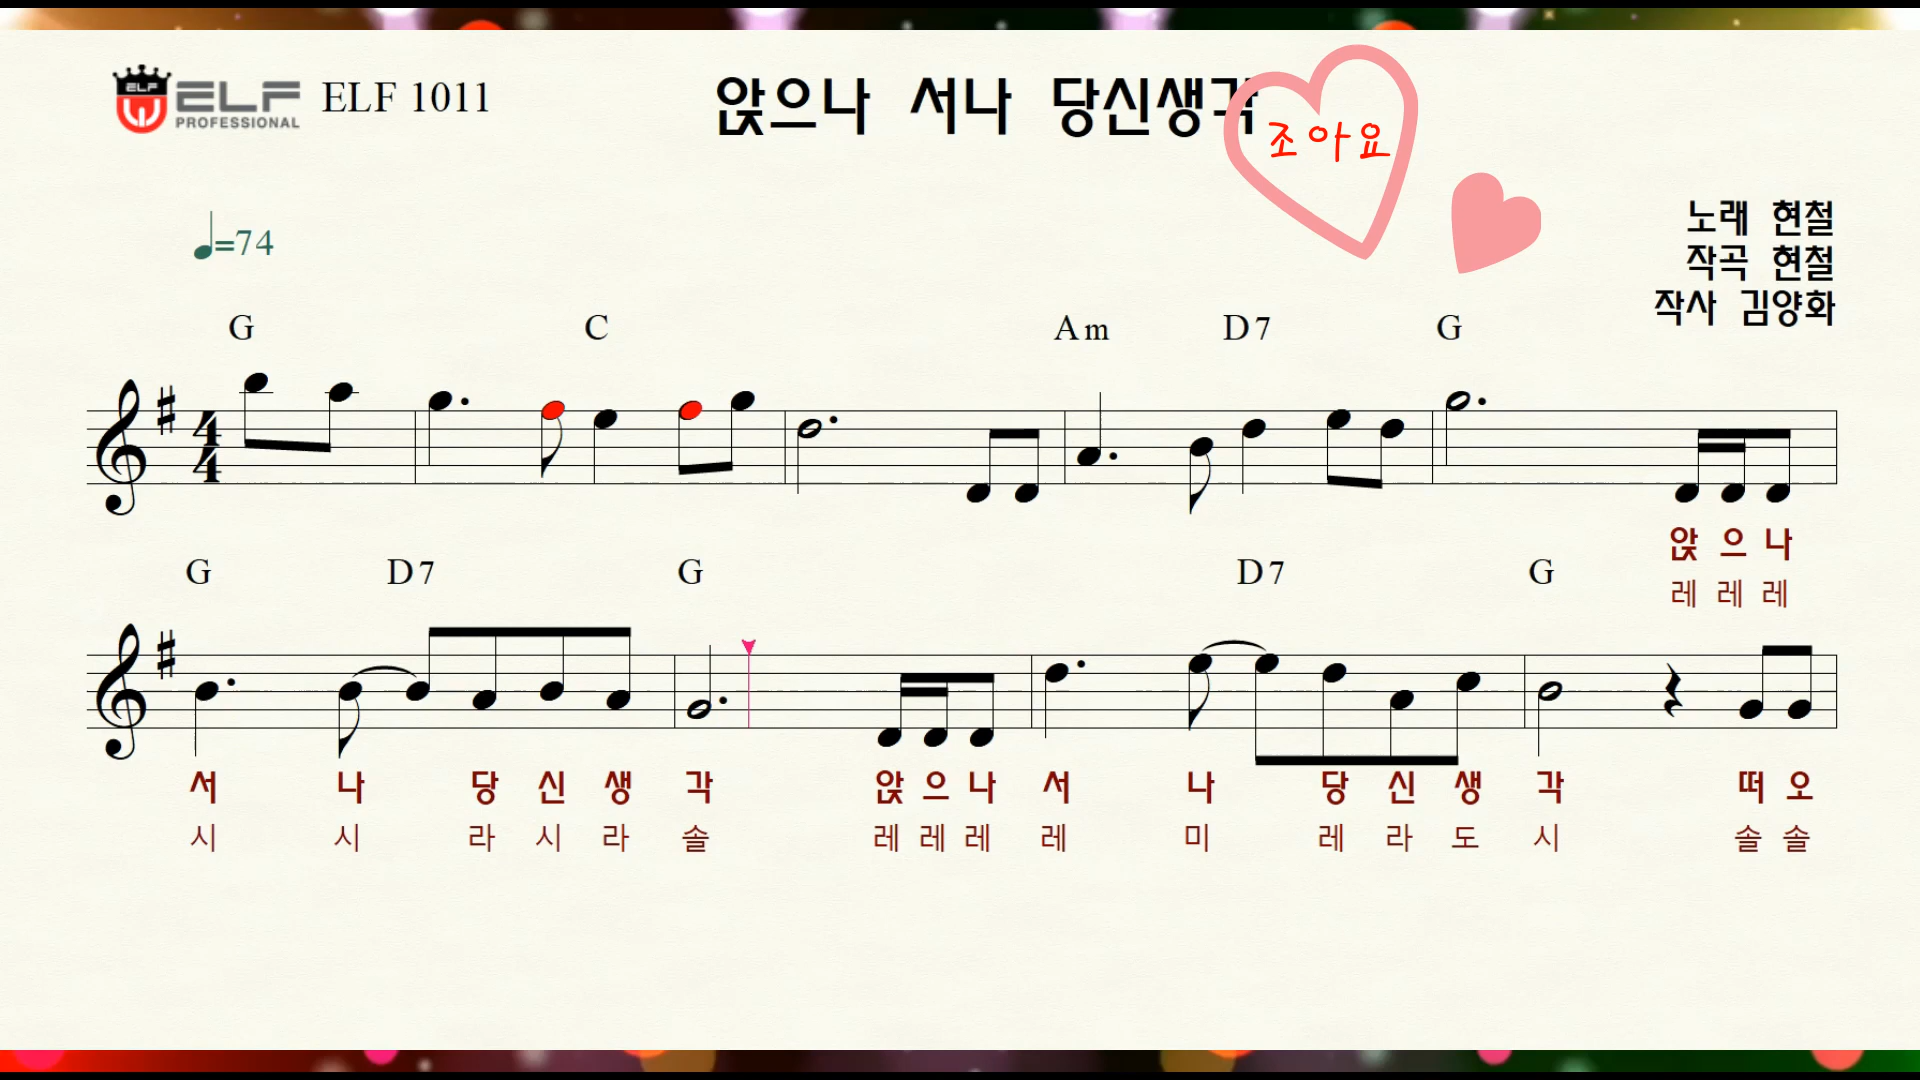 ELF
ELF
PROFESSIONAL
ELF 1011
앉으나 서나 당신생각
조아요
노래 현철
작곡 현철
작사 김양화
♩=74
G C Am D7 G
4
4
앉 으 나
레 레 레
G D7 G D7 G
서 나 당 신 생 각 앉 으 나 서 나 당 신 생 각 떠 오
시 시 라 시 라 솔 레 레 레 레 미 레 라 도 시 솔 솔